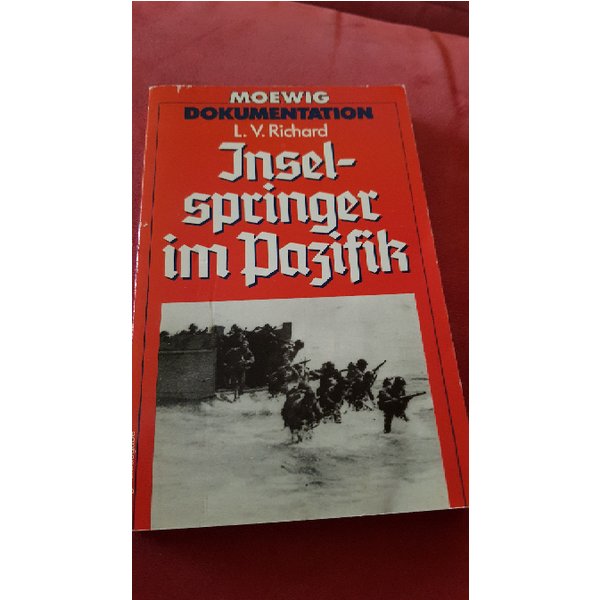 MOEWIG
DOKUMENTATION
L. V. Richard
Insel-
springer
im Pazifik